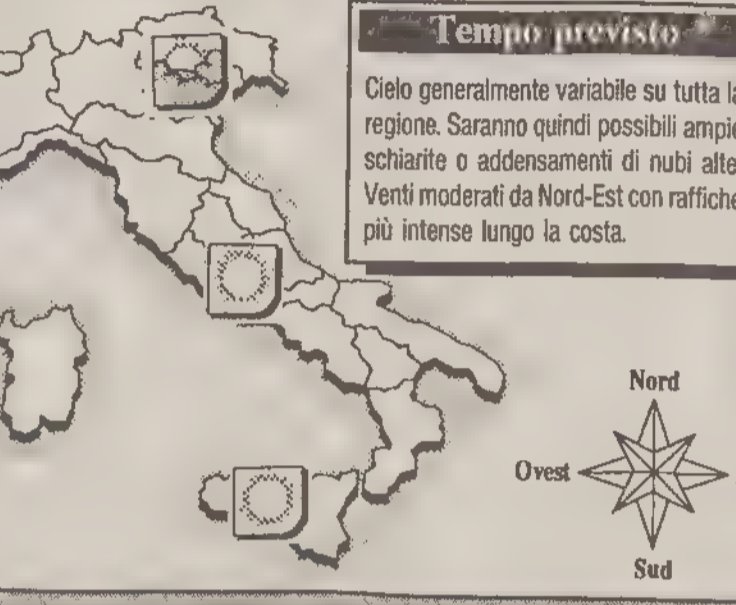 Tempo previsto
Cielo generalmente variabile su tutta la
regione. Saranno quindi possibili ampie
schiarite o addensamenti di nubi alte.
Venti moderati da Nord-Est con raffiche
più intense lungo la costa.
Nord
Ovest
Sud